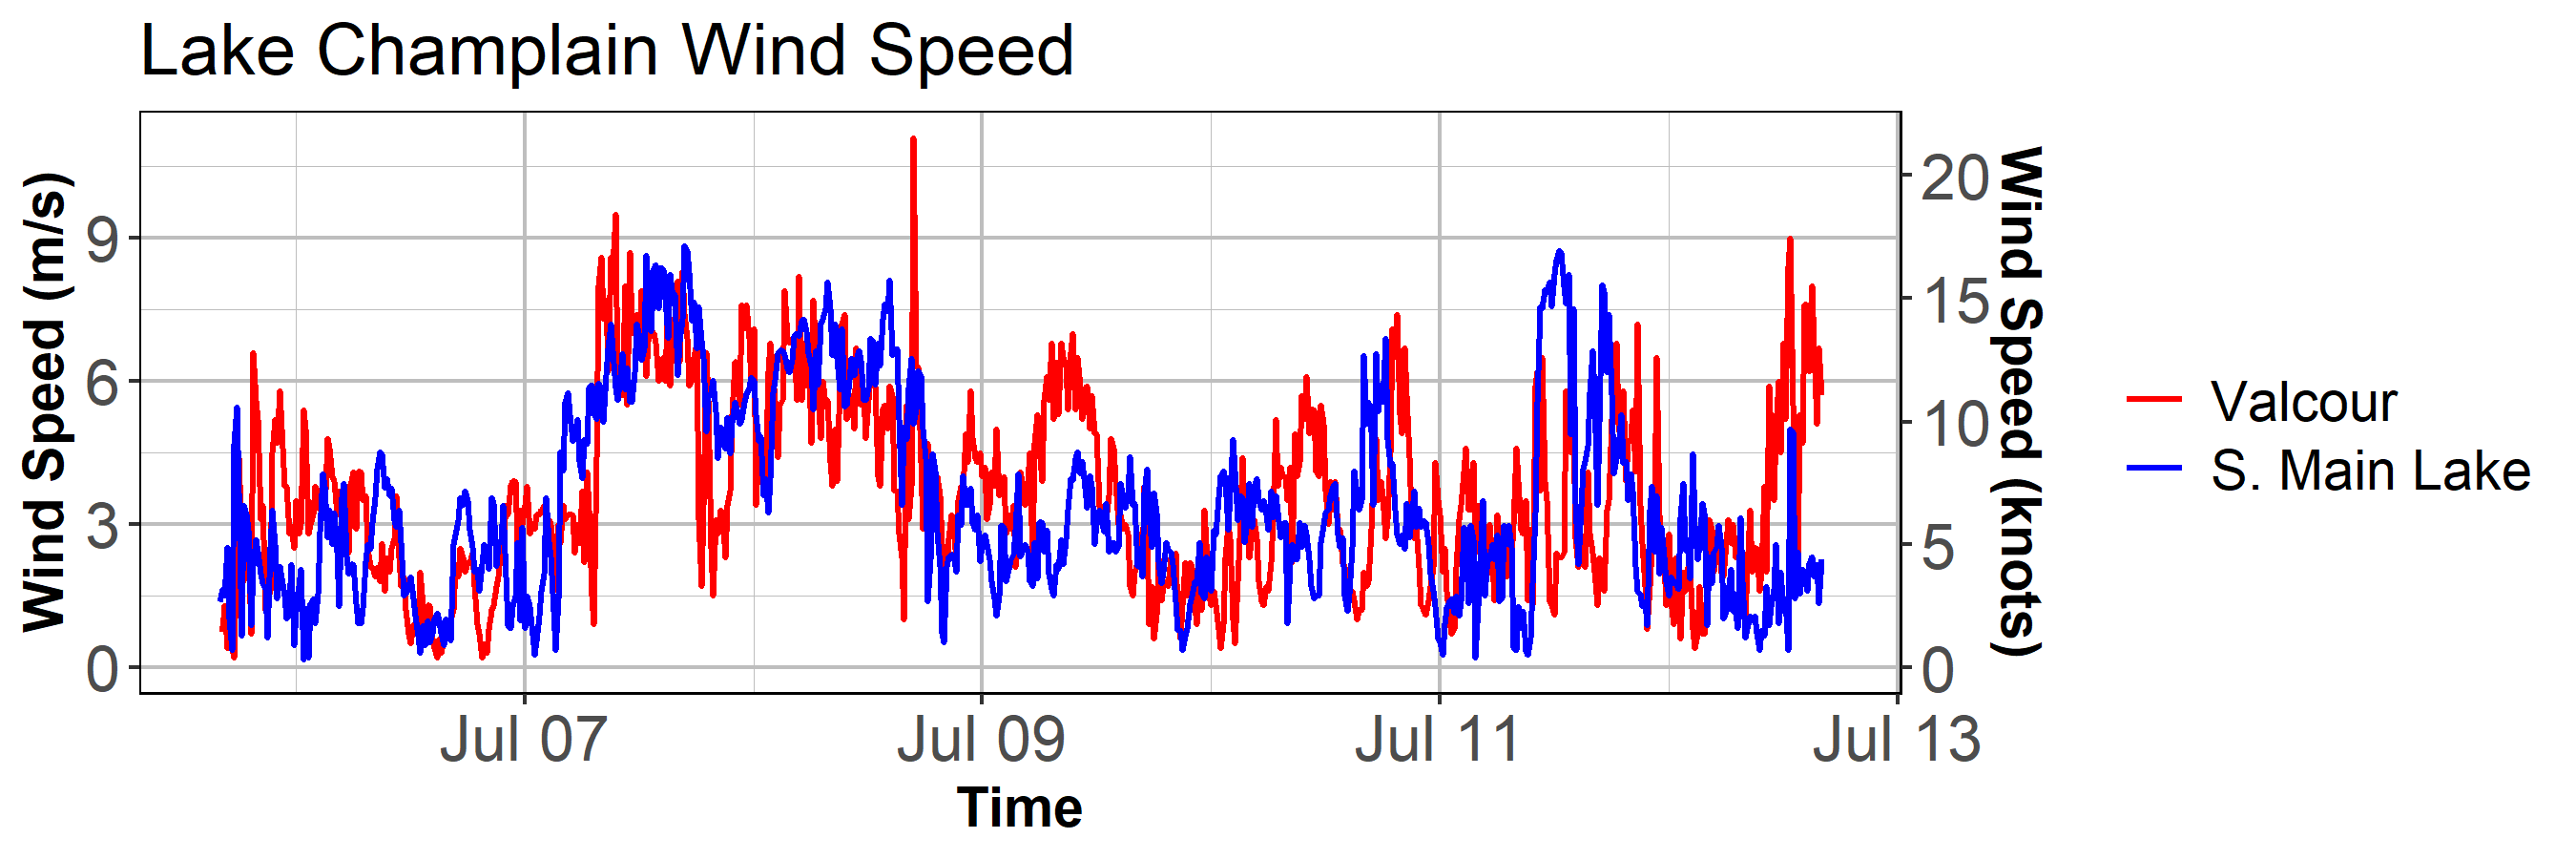 Lake Champlain Wind Speed
Wind Speed (m/s)
9
6
3
0
20
15
10
5
0
Wind Speed (knots)
Jul 07
Jul 09
Jul 11
Jul 13
Time
Valcour
S. Main Lake